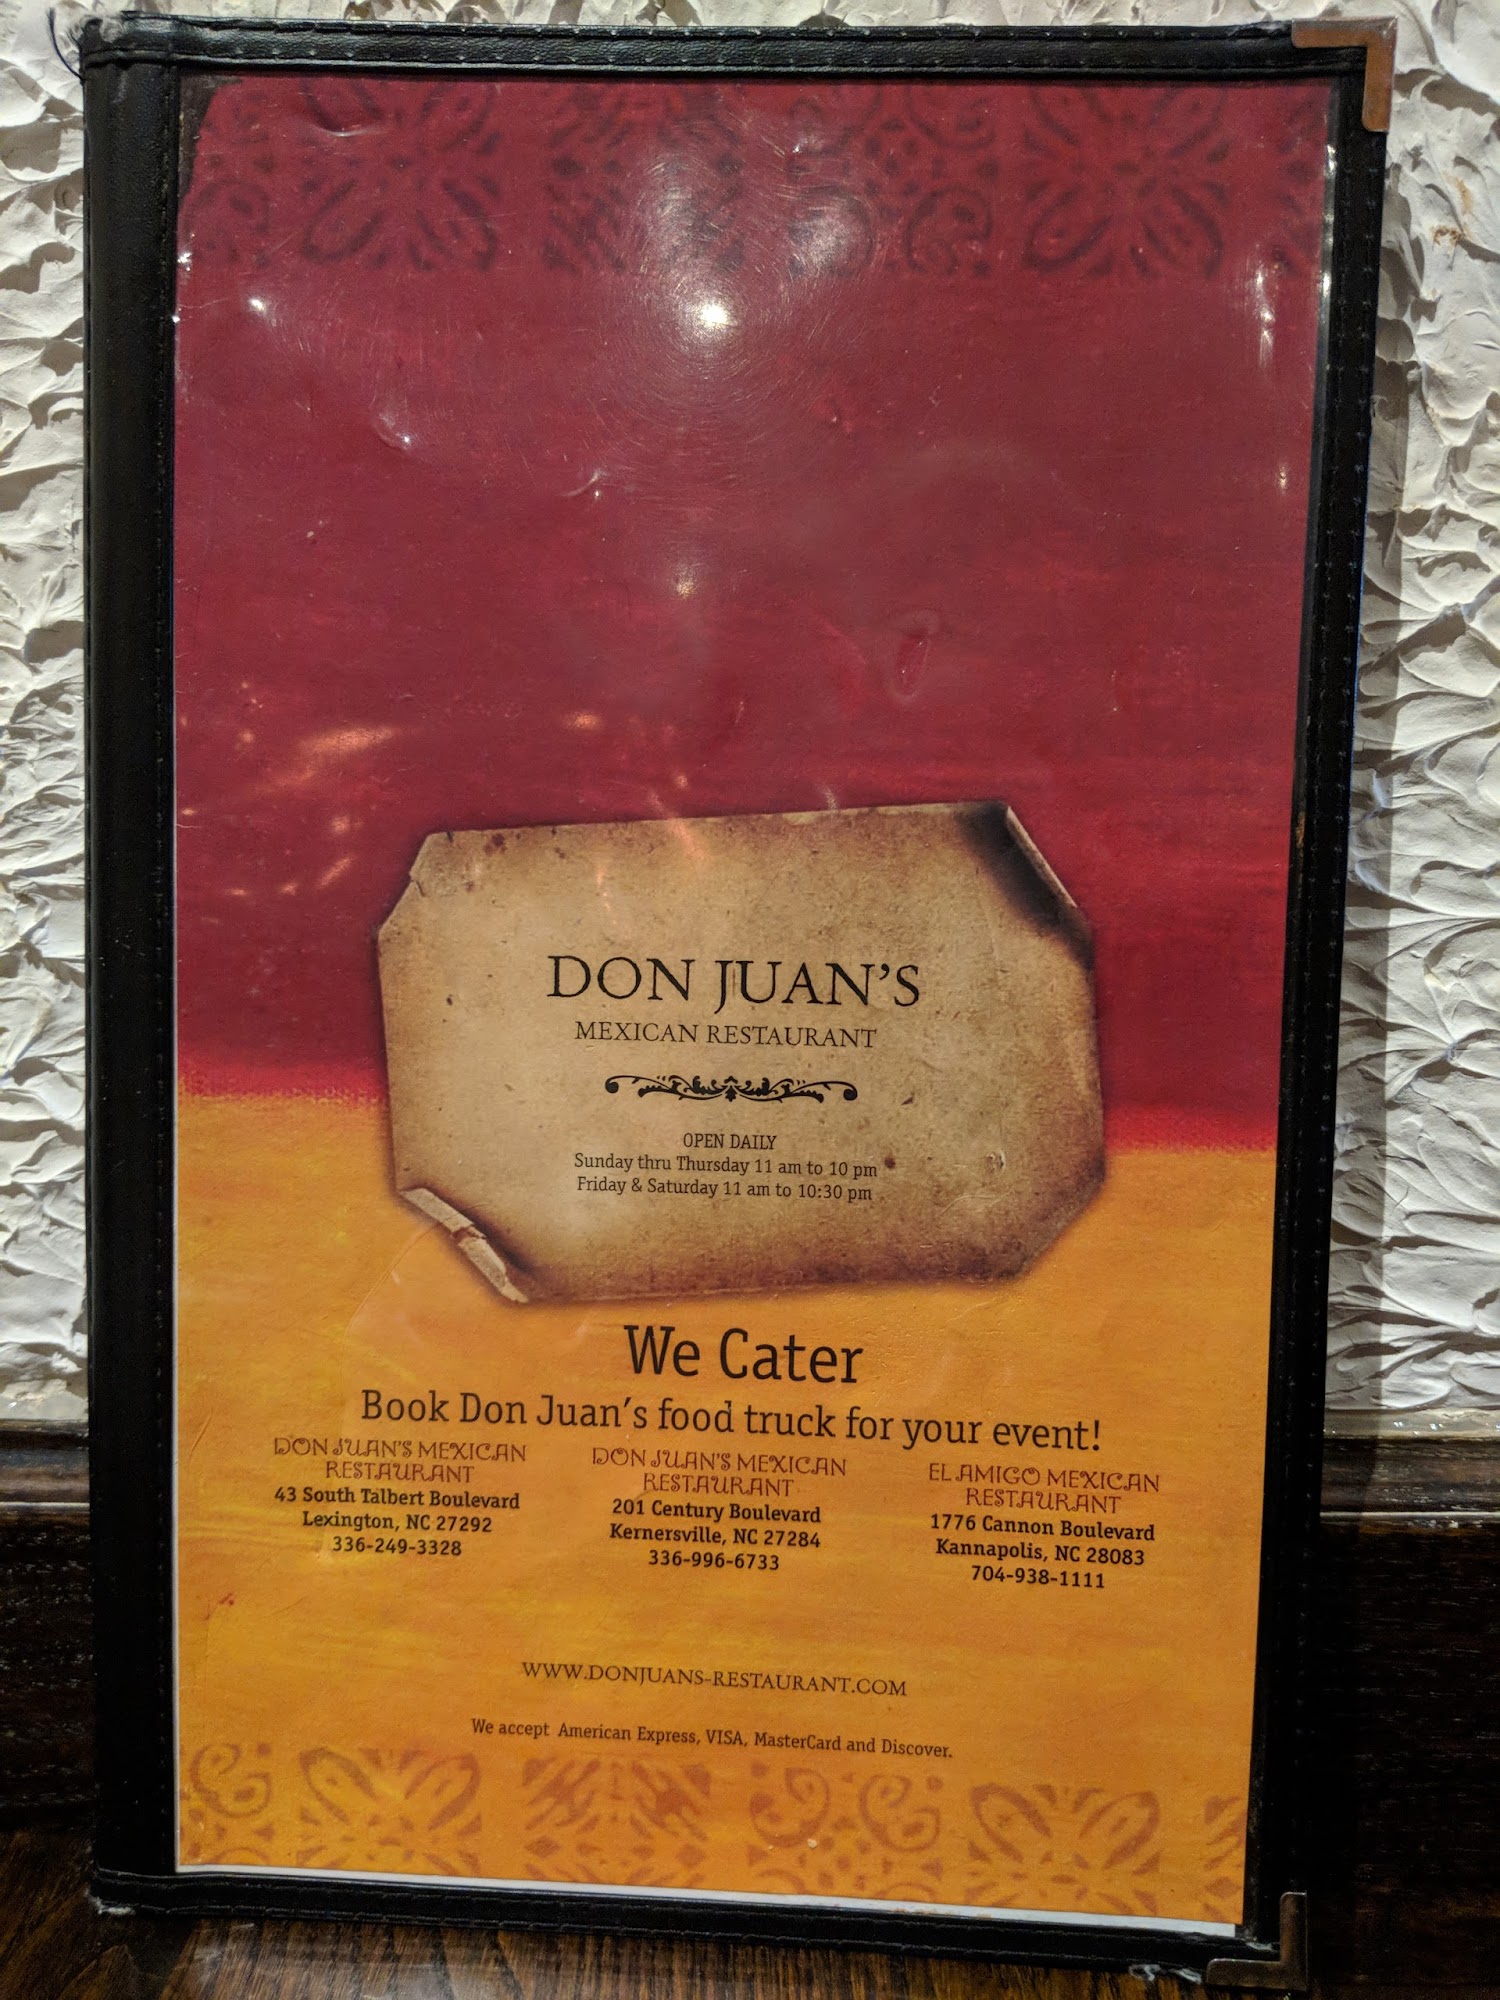 DON JUAN'S
MEXICAN RESTAURANT
OPEN DAILY
Sunday thru Thursday 11 am to 10 pm
Friday & Saturday 11 am to 10:30 pm
We Cater
Book Don Juan's food truck for your event!
DON JUAN'S MEXICAN
RESTAURANT
43 South Talbert Boulevard
Lexington, NC 27292
336-249-3328
DON JUAN'S MEXICAN
RESTAURANT
201 Century Boulevard
Kernersville, NC 27284
336-996-6733
EL AMIGO MEXICAN
RESTAURANT
1776 Cannon Boulevard
Kannapolis, NC 28083
704-938-1111
WWW.DONJUANS-RESTAURANT.COM
We accept American Express, VISA, MasterCard and Discover.